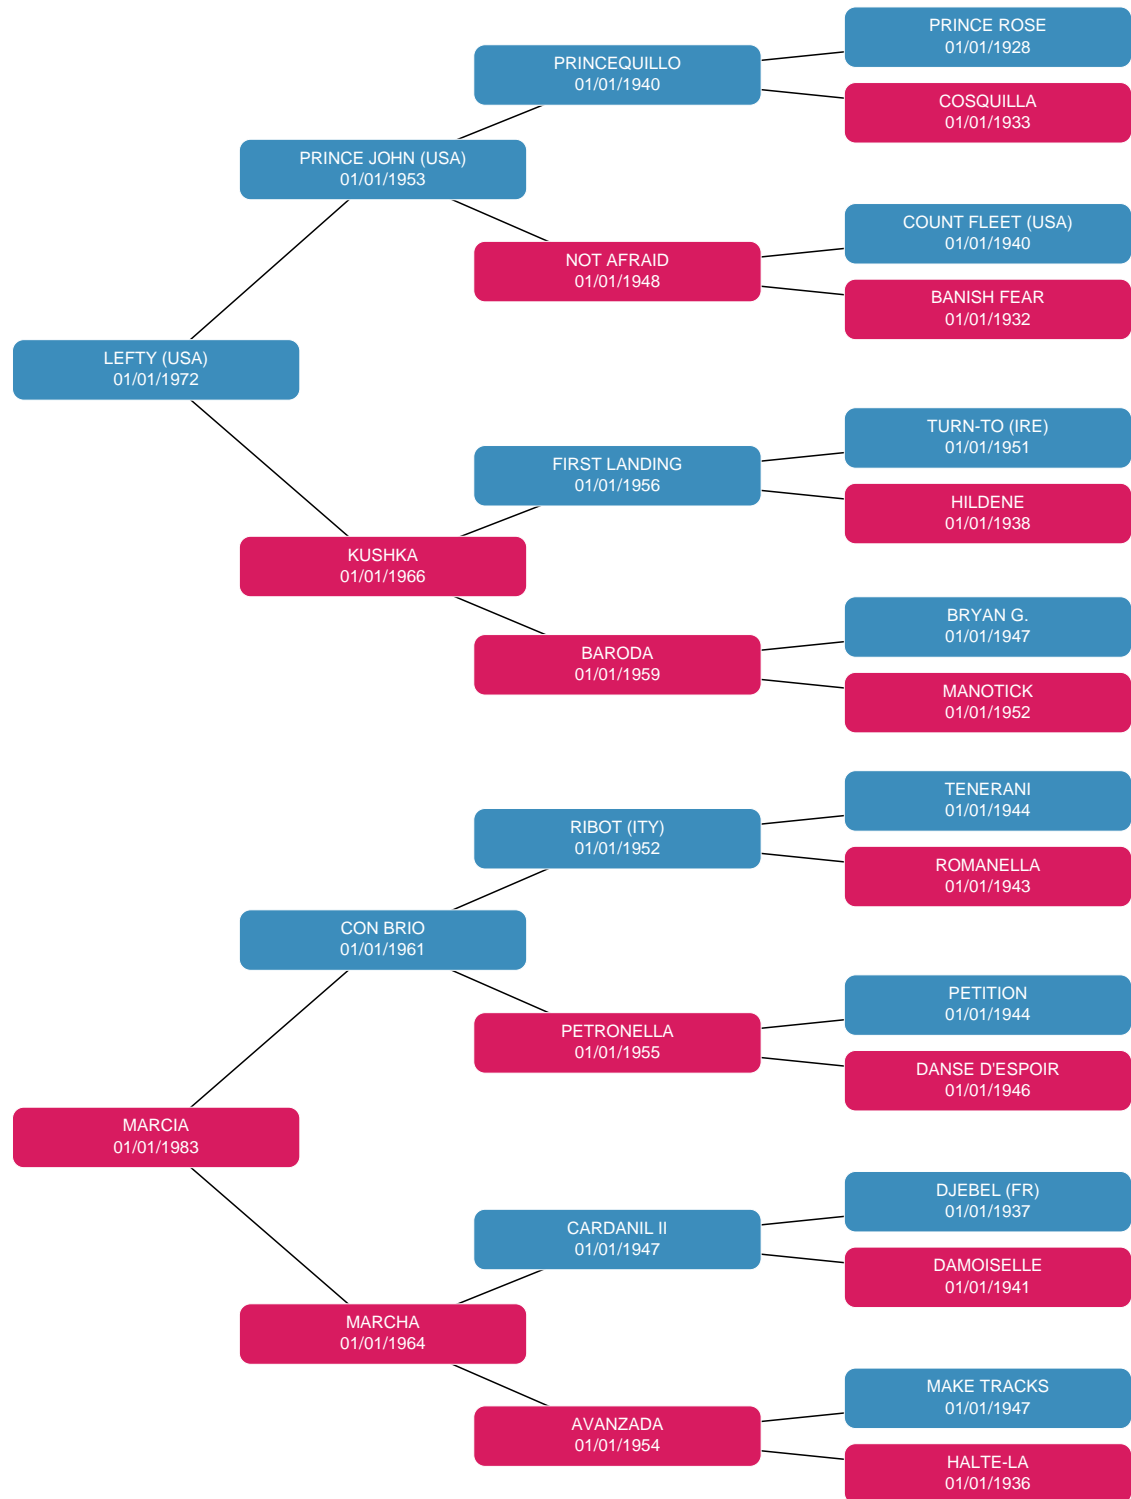 PRINCE ROSE
01/01/1928
PRINCEQUILLO
01/01/1940
COSQUILLA
01/01/1933
PRINCE JOHN (USA)
01/01/1953
COUNT FLEET (USA)
01/01/1940
NOT AFRAID
01/01/1948
BANISH FEAR
01/01/1932
LEFTY (USA)
01/01/1972
TURN-TO (IRE)
01/01/1951
FIRST LANDING
01/01/1956
HILDENE
01/01/1938
KUSHKA
01/01/1966
BRYAN G.
01/01/1947
BARODA
01/01/1959
MANOTICK
01/01/1952
TENERANI
01/01/1944
RIBOT (ITY)
01/01/1952
ROMANELLA
01/01/1943
CON BRIO
01/01/1961
PETITION
01/01/1944
PETRONELLA
01/01/1955
DANSE D'ESPOIR
01/01/1946
MARCIA
01/01/1983
DJEBEL (FR)
01/01/1937
CARDANIL II
01/01/1947
DAMOISELLE
01/01/1941
MARCHA
01/01/1964
MAKE TRACKS
01/01/1947
AVANZADA
01/01/1954
HALTE-LA
01/01/1936